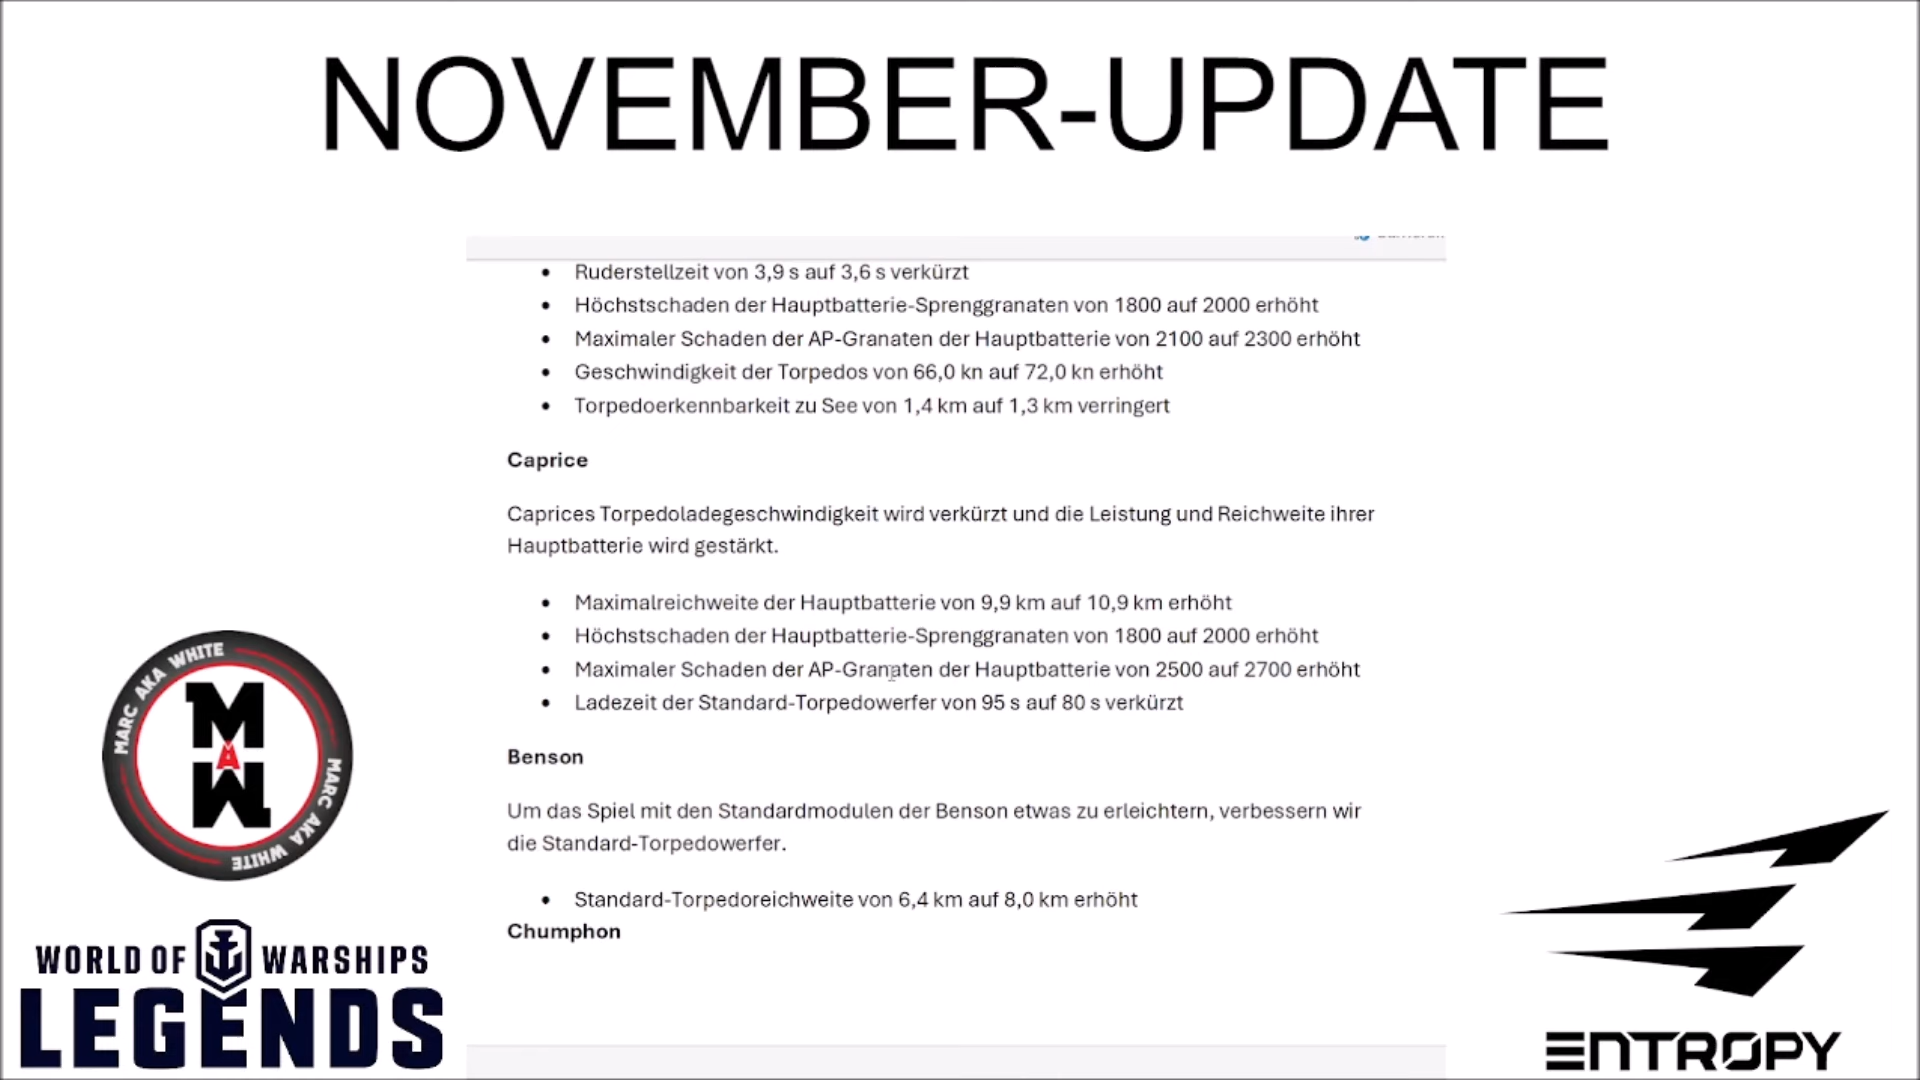 NOVEMBER-UPDATE
• Ruderstellzeit von 3,9 s auf 3,6 s verkürzt
• Höchstschaden der Hauptbatterie-Sprenggranaten von 1800 auf 2000 erhöht
• Maximaler Schaden der AP-Granaten der Hauptbatterie von 2100 auf 2300 erhöht
• Geschwindigkeit der Torpedos von 66,0 kn auf 72,0 kn erhöht
• Torpedoerkennbarkeit zu See von 1,4 km auf 1,3 km verringert
Caprice
Caprices Torpedoladegeschwindigkeit wird verkürzt und die Leistung und Reichweite ihrer
Hauptbatterie wird gestärkt.
• Maximalreichweite der Hauptbatterie von 9,9 km auf 10,9 km erhöht
• Höchstschaden der Hauptbatterie-Sprenggranaten von 1800 auf 2000 erhöht
• Maximaler Schaden der AP-Granaten der Hauptbatterie von 2500 auf 2700 erhöht
• Ladezeit der Standard-Torpedowerfer von 95 s auf 80 s verkürzt
Benson
Um das Spiel mit den Standardmodulen der Benson etwas zu erleichtern, verbessern wir
die Standard-Torpedowerfer.
• Standard-Torpedoreichweite von 6,4 km auf 8,0 km erhöht
Chumphon
MARC AKA WHITE
MAW
MARC AKA WHITE
WORLD OF WARSHIPS
LEGENDS
ENTROPY